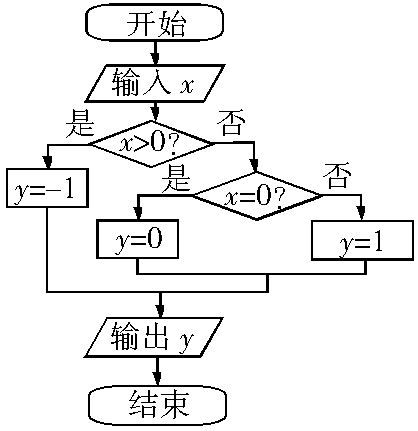 开始
输入 x
是
x>0?
否
y=-1
是
x=0?
否
y=0
y=1
输出 y
结束